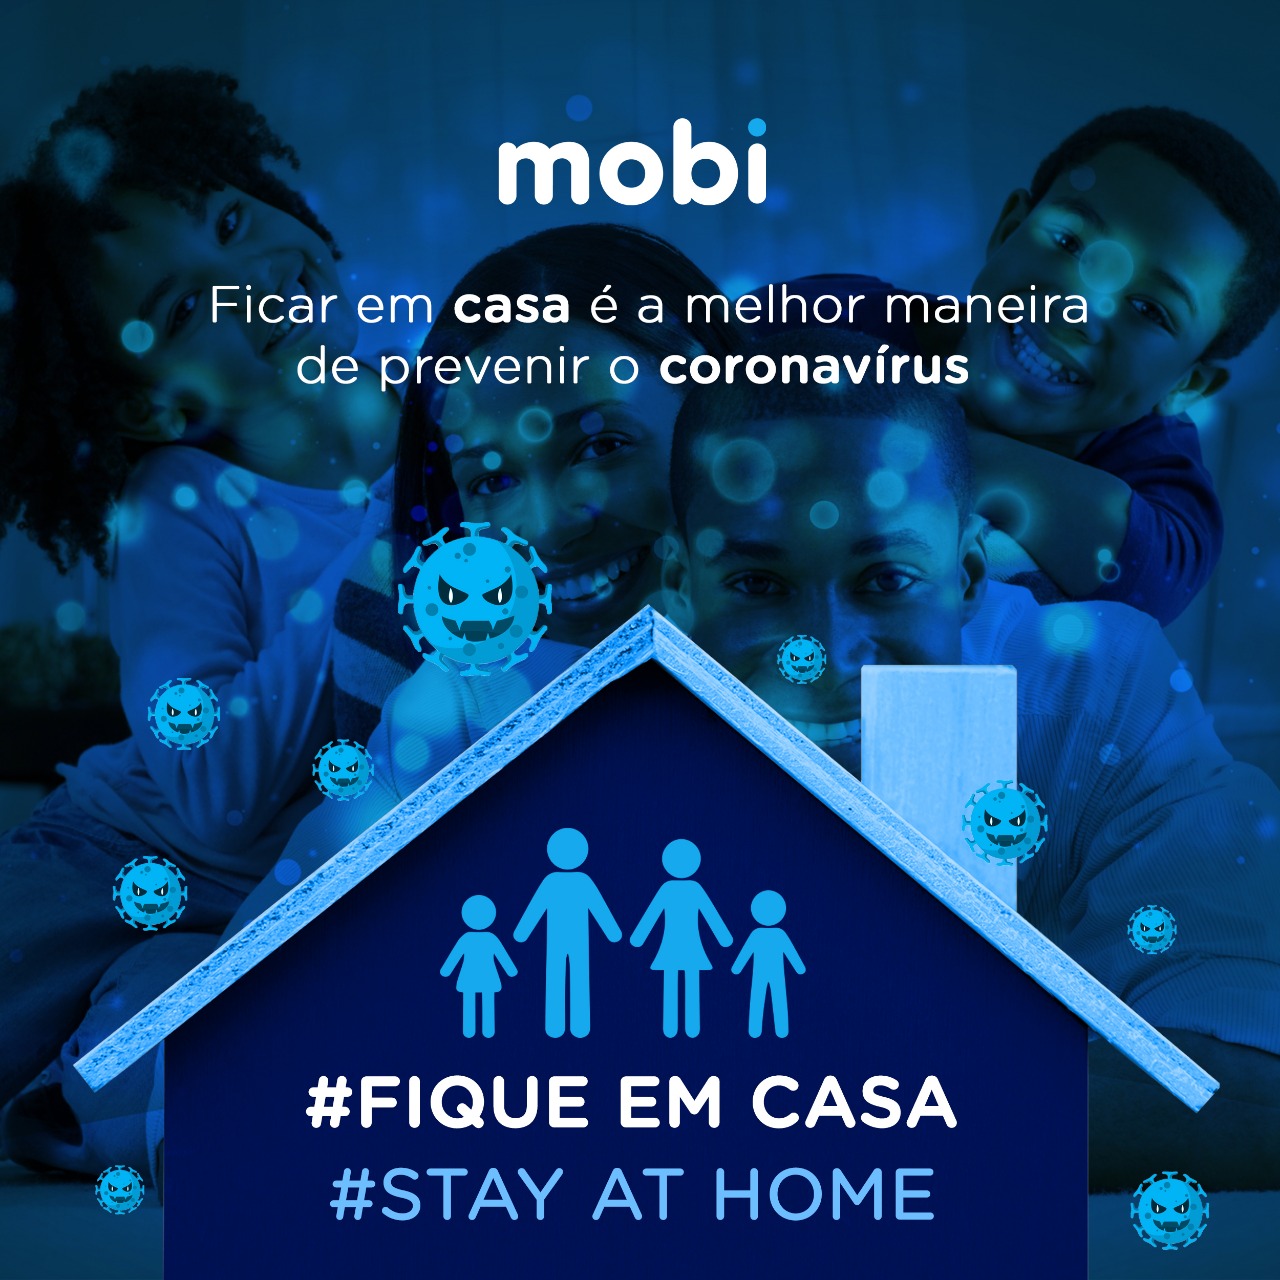 mobi
Ficar em casa é a melhor maneira
de prevenir o coronavírus
#FIQUE EM CASA
#STAY AT HOME